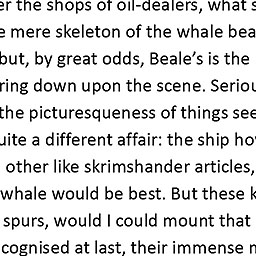 er the shops of oil-dealers, what s
e mere skeleton of the whale bea
but, by great odds, Beale’s is the
ring down upon the scene. Seriou
the picturesqueness of things see
uite a different affair: the ship ho
other like skrimshander articles,
whale would be best. But these k
spurs, would I could mount that
cognised at last, their immense m